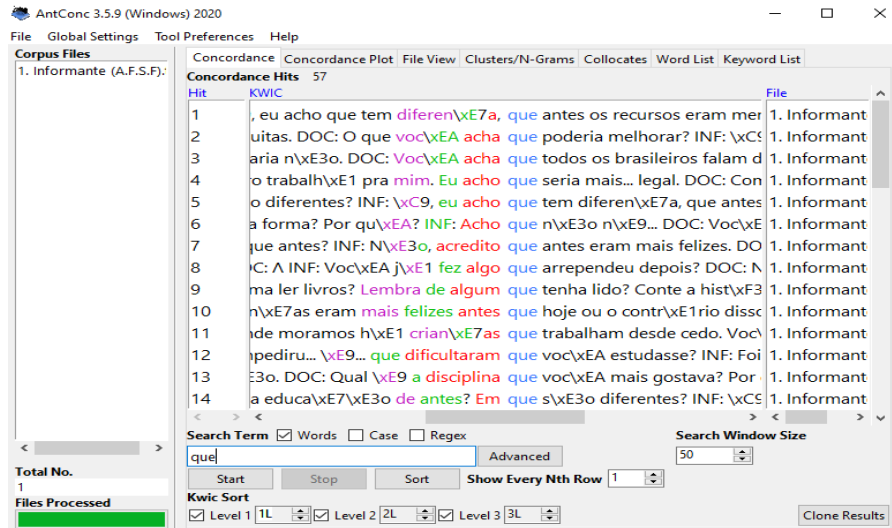 AntConc 3.5.9 (Windows) 2020
File Global Settings Tool Preferences Help
Corpus Files
1. Informante (A.F.S.F).
Concordance Concordance Plot File View Clusters/N-Grams Collocates Word List Keyword List
Concordance Hits 57
Hit KWIC File
1 , eu acho que tem diferen\xE7a, que antes os recursos eram mer 1. Informant
2 uitas. DOC: O que voc\xEA acha que poderia melhorar? INF: \xC9 1. Informant
3 aria n\xE3o. DOC: Voc\xEA acha que todos os brasileiros falam d 1. Informant
4 o trabalh\xE1 pra mim. Eu acho que seria mais... legal. DOC: Con 1. Informant
5 o diferentes? INF: \xC9, eu acho que tem diferen\xE7a, que antes 1. Informant
6 a forma? Por qu\xEA? INF: Acho que n\xE3o n\xE9... DOC: Voc\xE 1. Informant
7 que antes? INF: N\xE3o, acredito que antes eram mais felizes. DO 1. Informant
8 C: Λ INF: Voc\xEA j\xE1 fez algo que arrependeu depois? DOC: N 1. Informant
9 ma ler livros? Lembra de algum que tenha lido? Conte a hist\xF3 1. Informant
10 n\xE7as eram mais felizes antes que hoje ou o contr\xE1rio disso 1. Informant
11 nde moramos h\xE1 crian\xE7as que trabalham desde cedo. Voc\ 1. Informant
12 npediru... \xE9... que dificultaram que voc\xEA estudasse? INF: Foi 1. Informant
13 E3o. DOC: Qual \xE9 a disciplina que voc\xEA mais gostava? Por 1. Informant
14 a educa\xE7\xE3o de antes? Em que s\xE3o diferentes? INF: \xC9 1. Informant
Search Term Words Case Regex Search Window Size
que Advanced 50
Total No.
1
Start Stop Sort Show Every Nth Row 1
Files Processed
Kwic Sort
Level 1 1L Level 2 2L Level 3 3L Clone Results